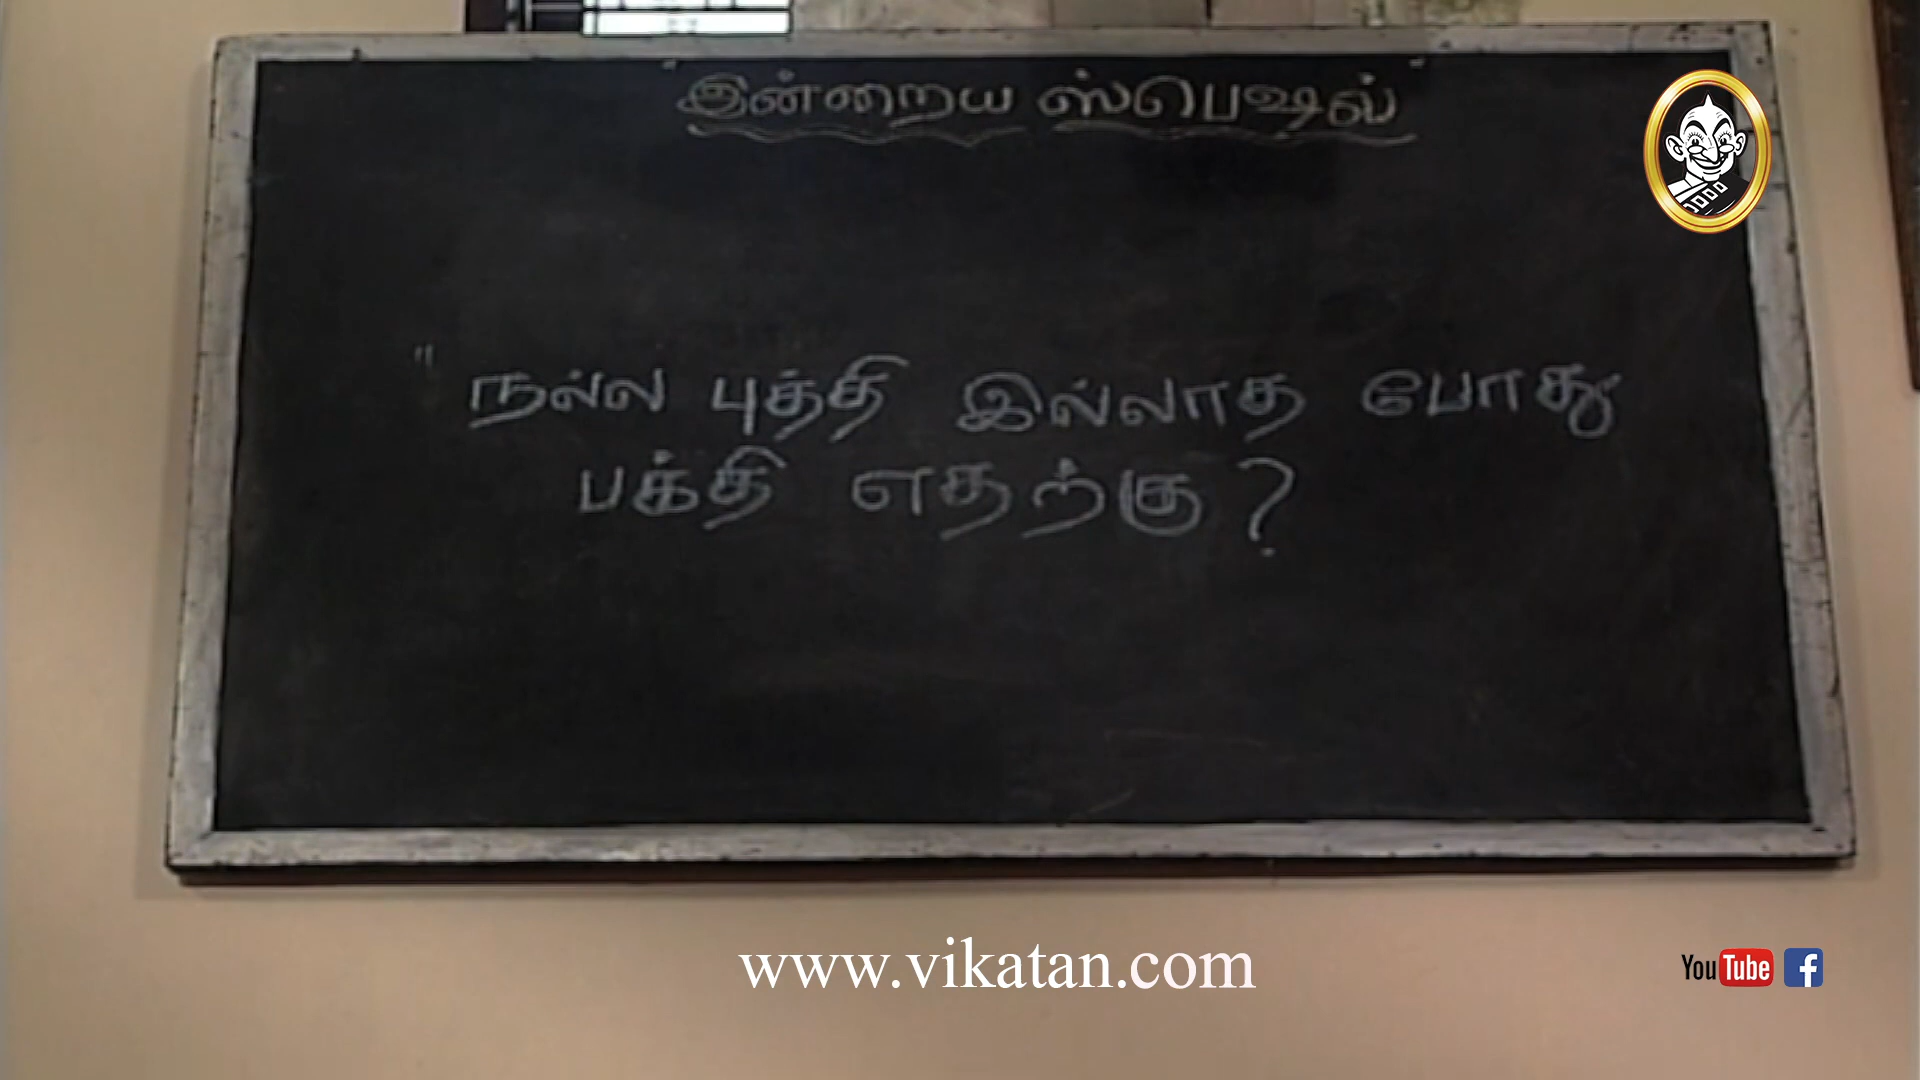 "இன்றைய ஸ்பெஷல்"
"நல்ல புத்தி இல்லாத போது
பக்தி எதற்கு?
www.vikatan.com
YouTube f